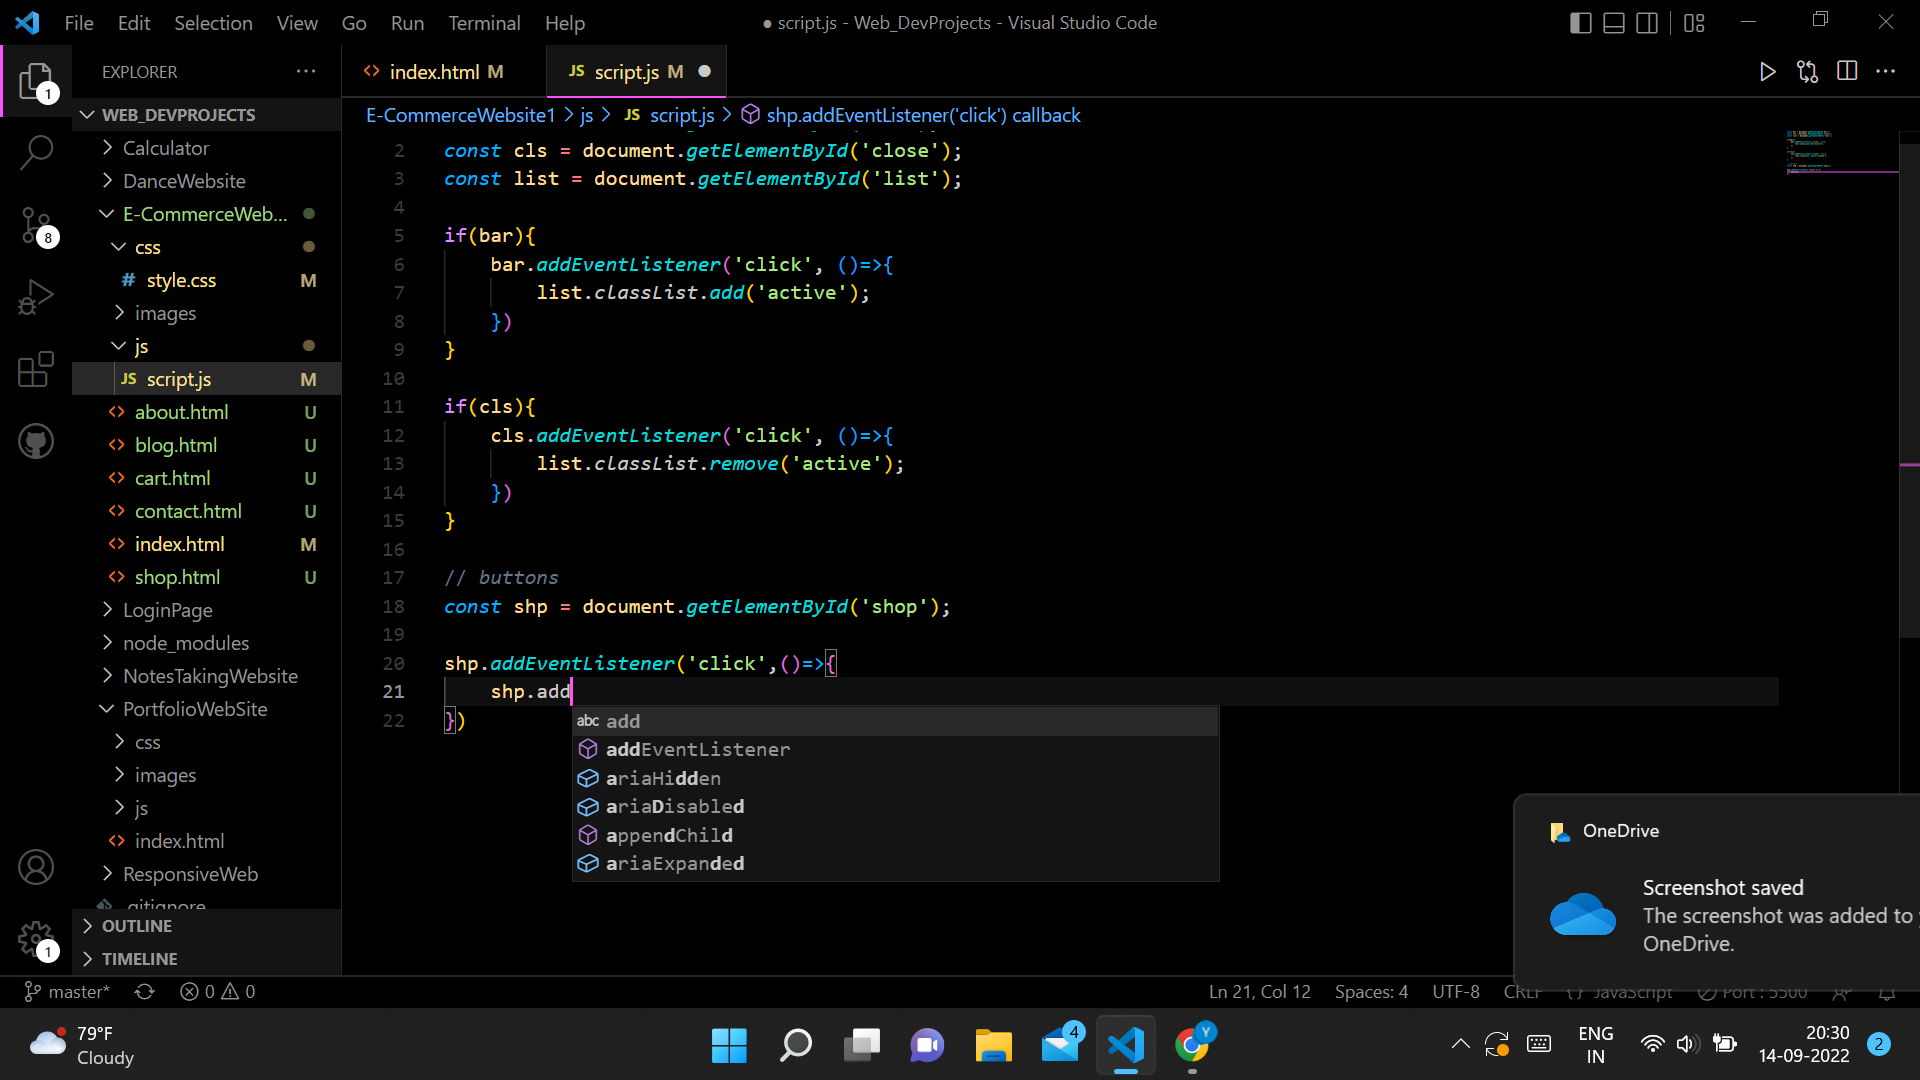 File Edit Selection View Go Run Terminal Help
● script.js - Web_DevProjects - Visual Studio Code
EXPLORER
index.html M
JS script.js M
1
WEB_DEVPROJECTS
E-CommerceWebsite1 > js > JS script.js > shp.addEventListener('click') callback
Calculator
DanceWebsite
E-CommerceWeb...
8
css
# style.css M
images
js
JS script.js M
about.html U
blog.html U
cart.html U
contact.html U
index.html M
shop.html U
LoginPage
node_modules
NotesTakingWebsite
PortfolioWebSite
css
images
js
index.html
ResponsiveWeb
.gitignore
OUTLINE
TIMELINE
1
2 const cls = document.getElementById('close');
3 const list = document.getElementById('list');
4
5 if(bar){
6 bar.addEventListener('click', ()=>{
7 list.classList.add('active');
8 })
9 }
10
11 if(cls){
12 cls.addEventListener('click', ()=>{
13 list.classList.remove('active');
14 })
15 }
16
17 // buttons
18 const shp = document.getElementById('shop');
19
20 shp.addEventListener('click',()=>{
21 shp.add
22 })
abc add
addEventListener
ariaHidden
ariaDisabled
appendChild
ariaExpanded
OneDrive
Screenshot saved
The screenshot was added to
OneDrive.
master* 0 0
Ln 21, Col 12 Spaces: 4 UTF-8 CRLF {} JavaScript Port : 5500
79°F
Cloudy
4
Y
ENG
IN
20:30
14-09-2022
2